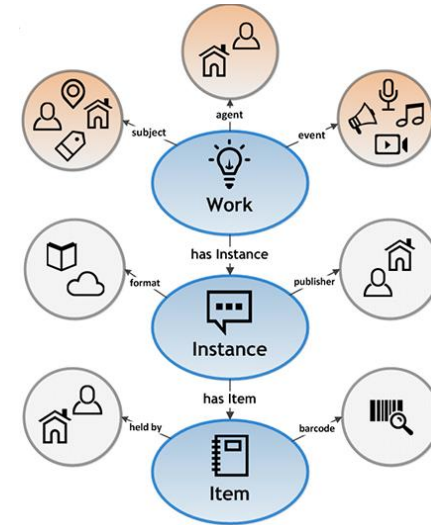 agent
subject
event
Work
has Instance
format
publisher
Instance
has Item
held by
barcode
Item